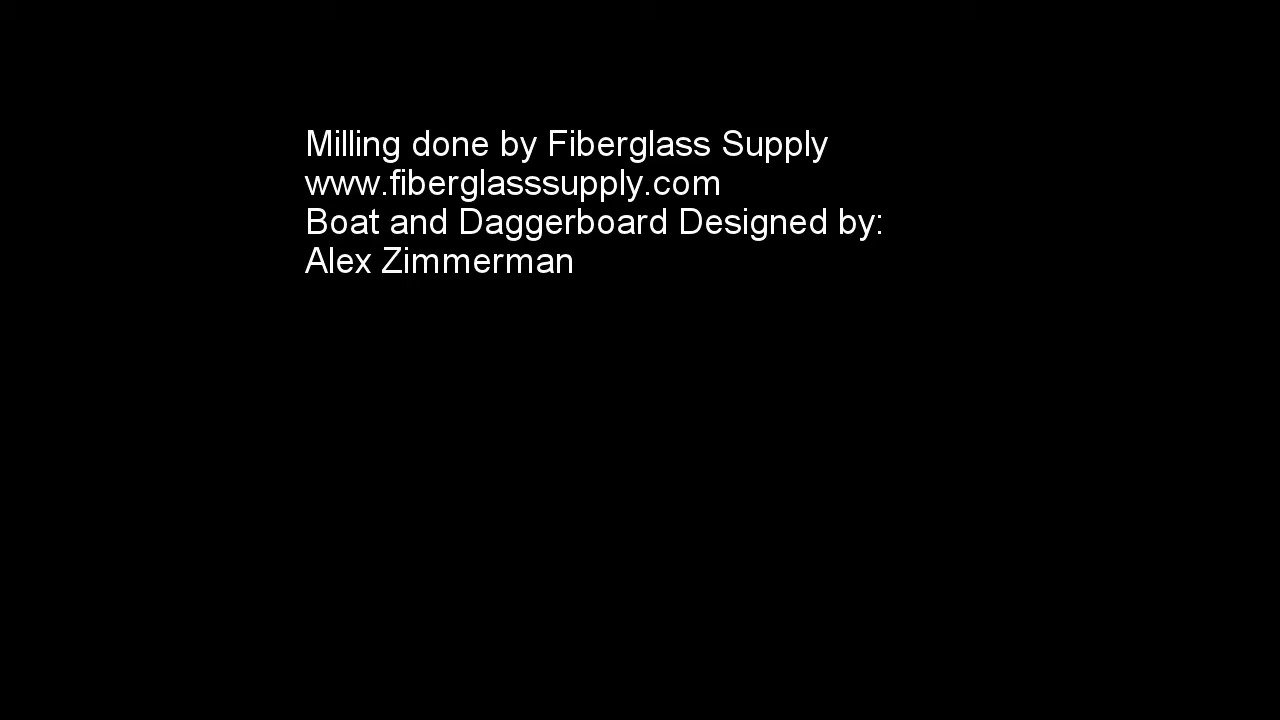 Milling done by Fiberglass Supply
www.fiberglasssupply.com
Boat and Daggerboard Designed by:
Alex Zimmerman